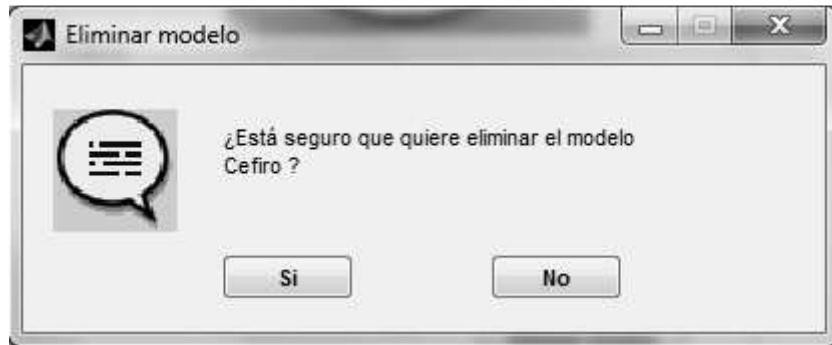 Eliminar modelo
¿Está seguro que quiere eliminar el modelo
Cefiro ?
Si
No